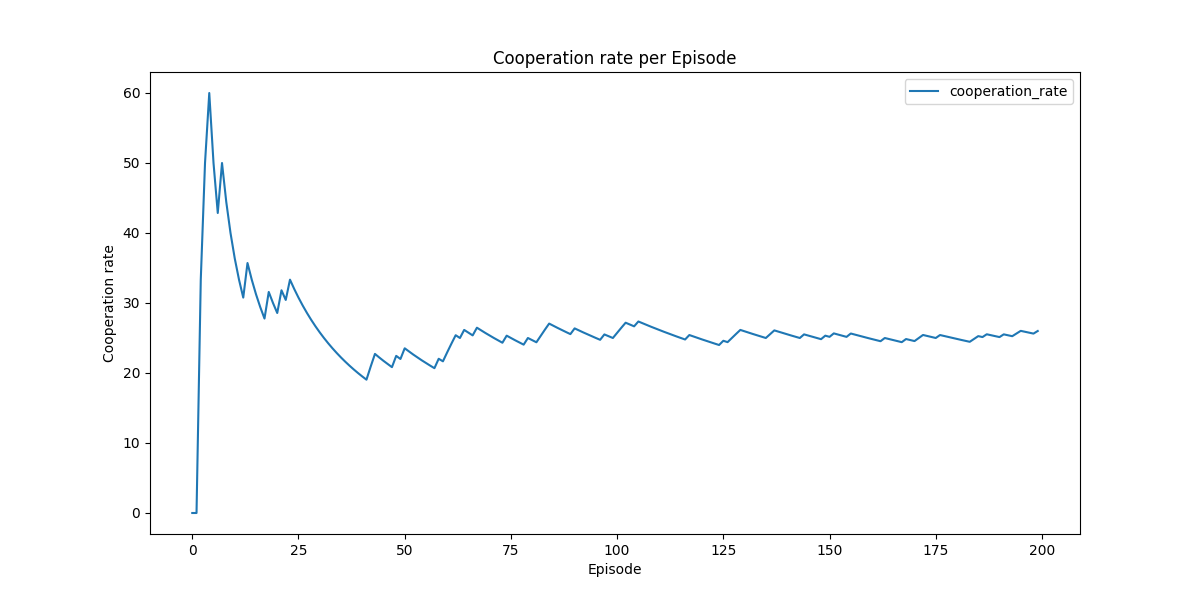 Cooperation rate per Episode
cooperation_rate
Cooperation rate
60
50
40
30
20
10
0
0 25 50 75 100 125 150 175 200
Episode